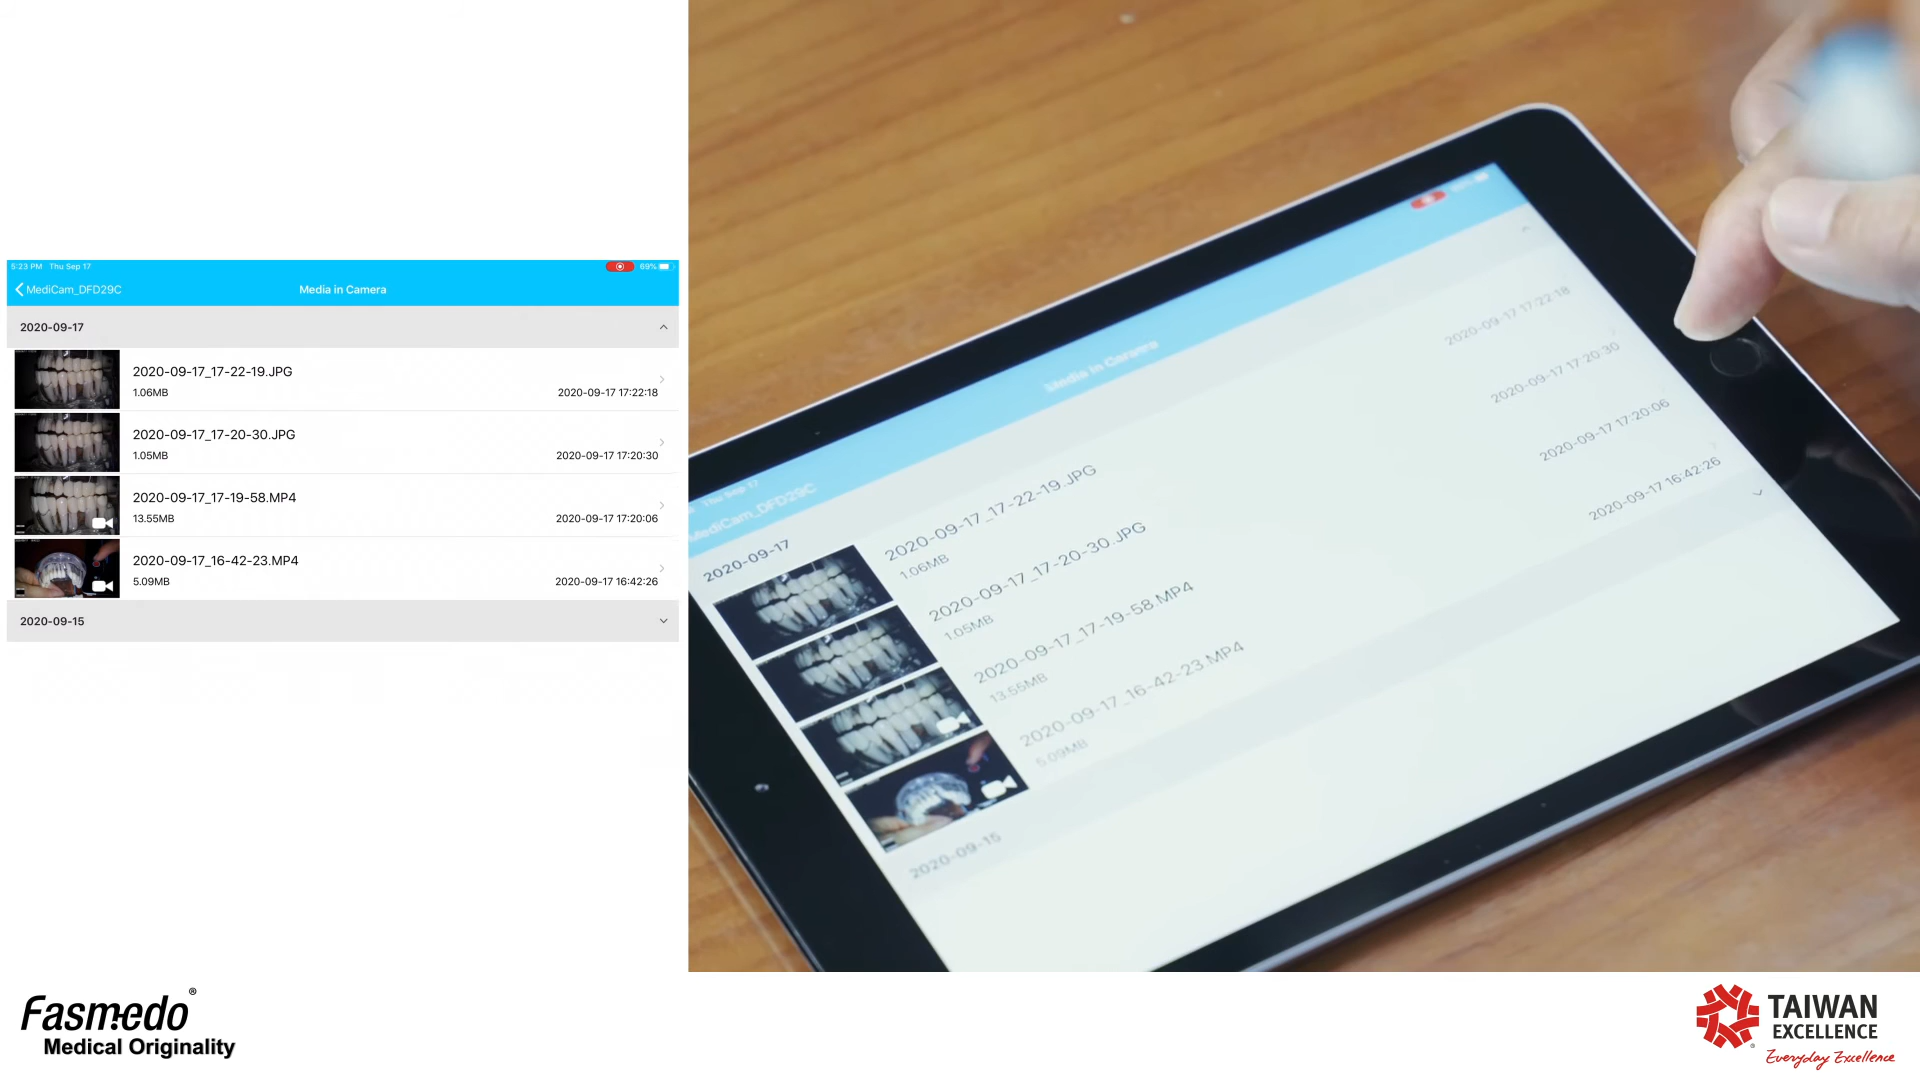 5:23 PM Thu Sep 17
69%
MediCam_DFD29C
Media in Camera
2020-09-17
2020-09-17_17-22-19.JPG
1.06MB
2020-09-17 17:22:18
2020-09-17_17-20-30.JPG
1.05MB
2020-09-17 17:20:30
2020-09-17_17-19-58.MP4
13.55MB
2020-09-17 17:20:06
2020-09-17_16-42-23.MP4
5.09MB
2020-09-17 16:42:26
2020-09-15
Thu Sep 17
MediCam_DFD29C
Media in Camera
2020-09-17
2020-09-17_17-22-19.JPG
1.06MB
2020-09-17 17:22:18
2020-09-17_17-20-30.JPG
1.05MB
2020-09-17 17:20:30
2020-09-17_17-19-58.MP4
13.55MB
2020-09-17 17:20:06
2020-09-17_16-42-23.MP4
5.09MB
2020-09-17 16:42:26
2020-09-15
Fasmedo®
Medical Originality
TAIWAN
EXCELLENCE
Everyday Excellence